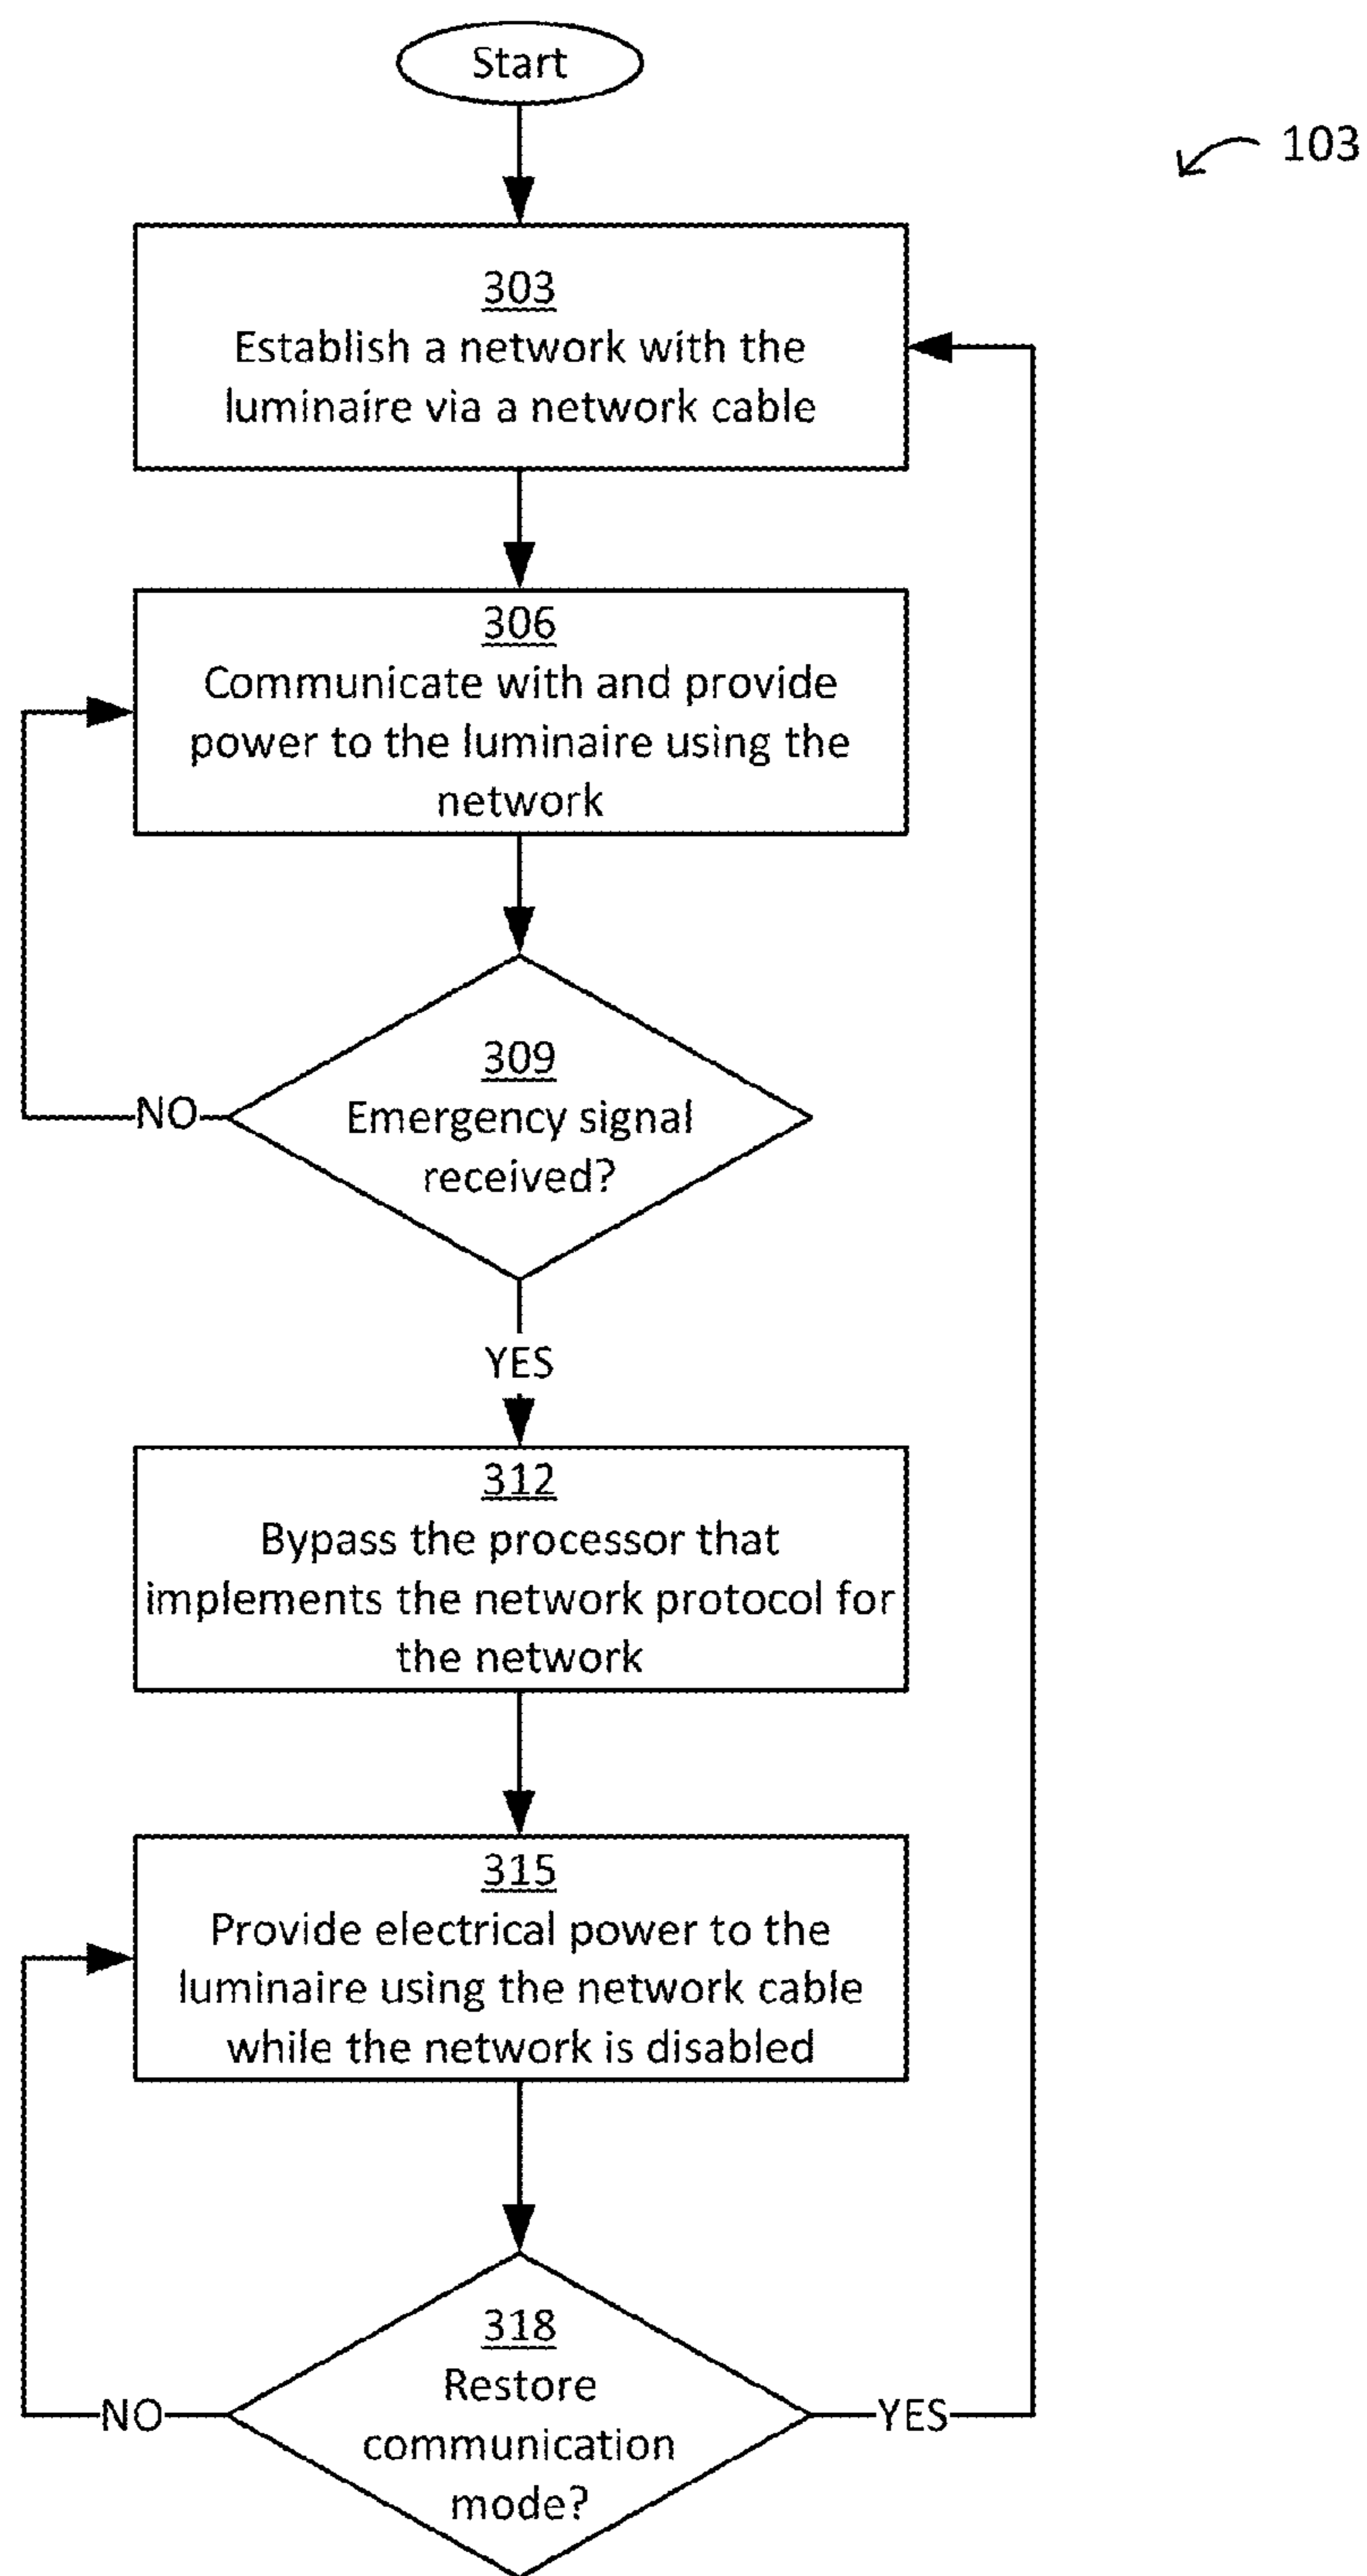 Start
103
303
Establish a network with the
luminaire via a network cable
306
Communicate with and provide
power to the luminaire using the
network
309
Emergency signal
received?
NO
YES
312
Bypass the processor that
implements the network protocol for
the network
315
Provide electrical power to the
luminaire using the network cable
while the network is disabled
318
Restore
communication
mode?
NO
YES